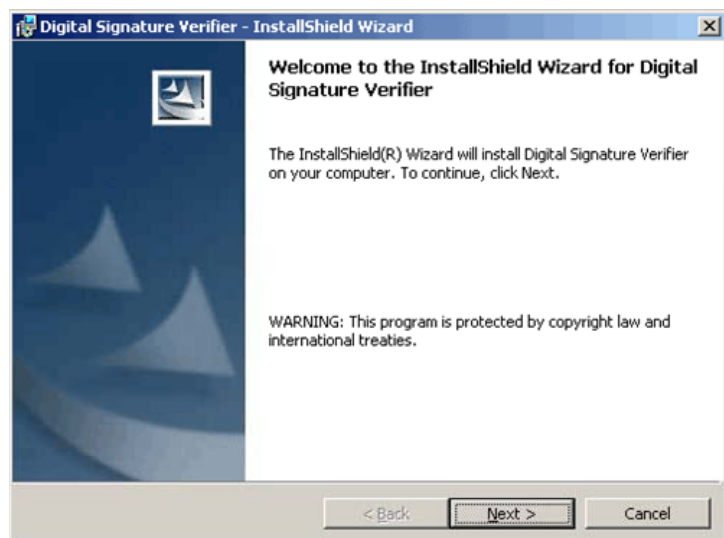 Digital Signature Verifier - InstallShield Wizard
Welcome to the InstallShield Wizard for Digital
Signature Verifier
The InstallShield(R) Wizard will install Digital Signature Verifier
on your computer. To continue, click Next.
WARNING: This program is protected by copyright law and
international treaties.
< Back Next > Cancel